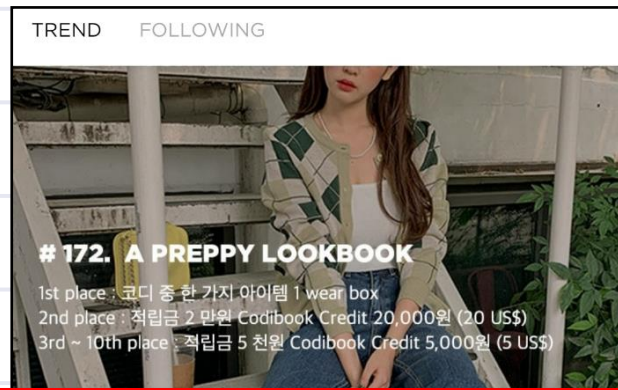 TREND FOLLOWING
# 172. A PREPPY LOOKBOOK
1st place : 코디 중 한 가지 아이템 1 wear box
2nd place : 적립금 2 만원 Codibook Credit 20,000원 (20 US$)
3rd ~ 10th place : 적립금 5 천원 Codibook Credit 5,000원 (5 US$)